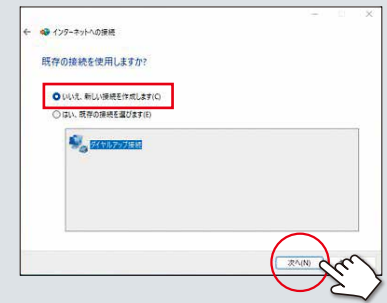 インターネットへの接続
既存の接続を使用しますか?
いいえ、新しい接続を作成します(C)
はい、既存の接続を選びます(E)
ダイヤルアップ接続
次へ(N)